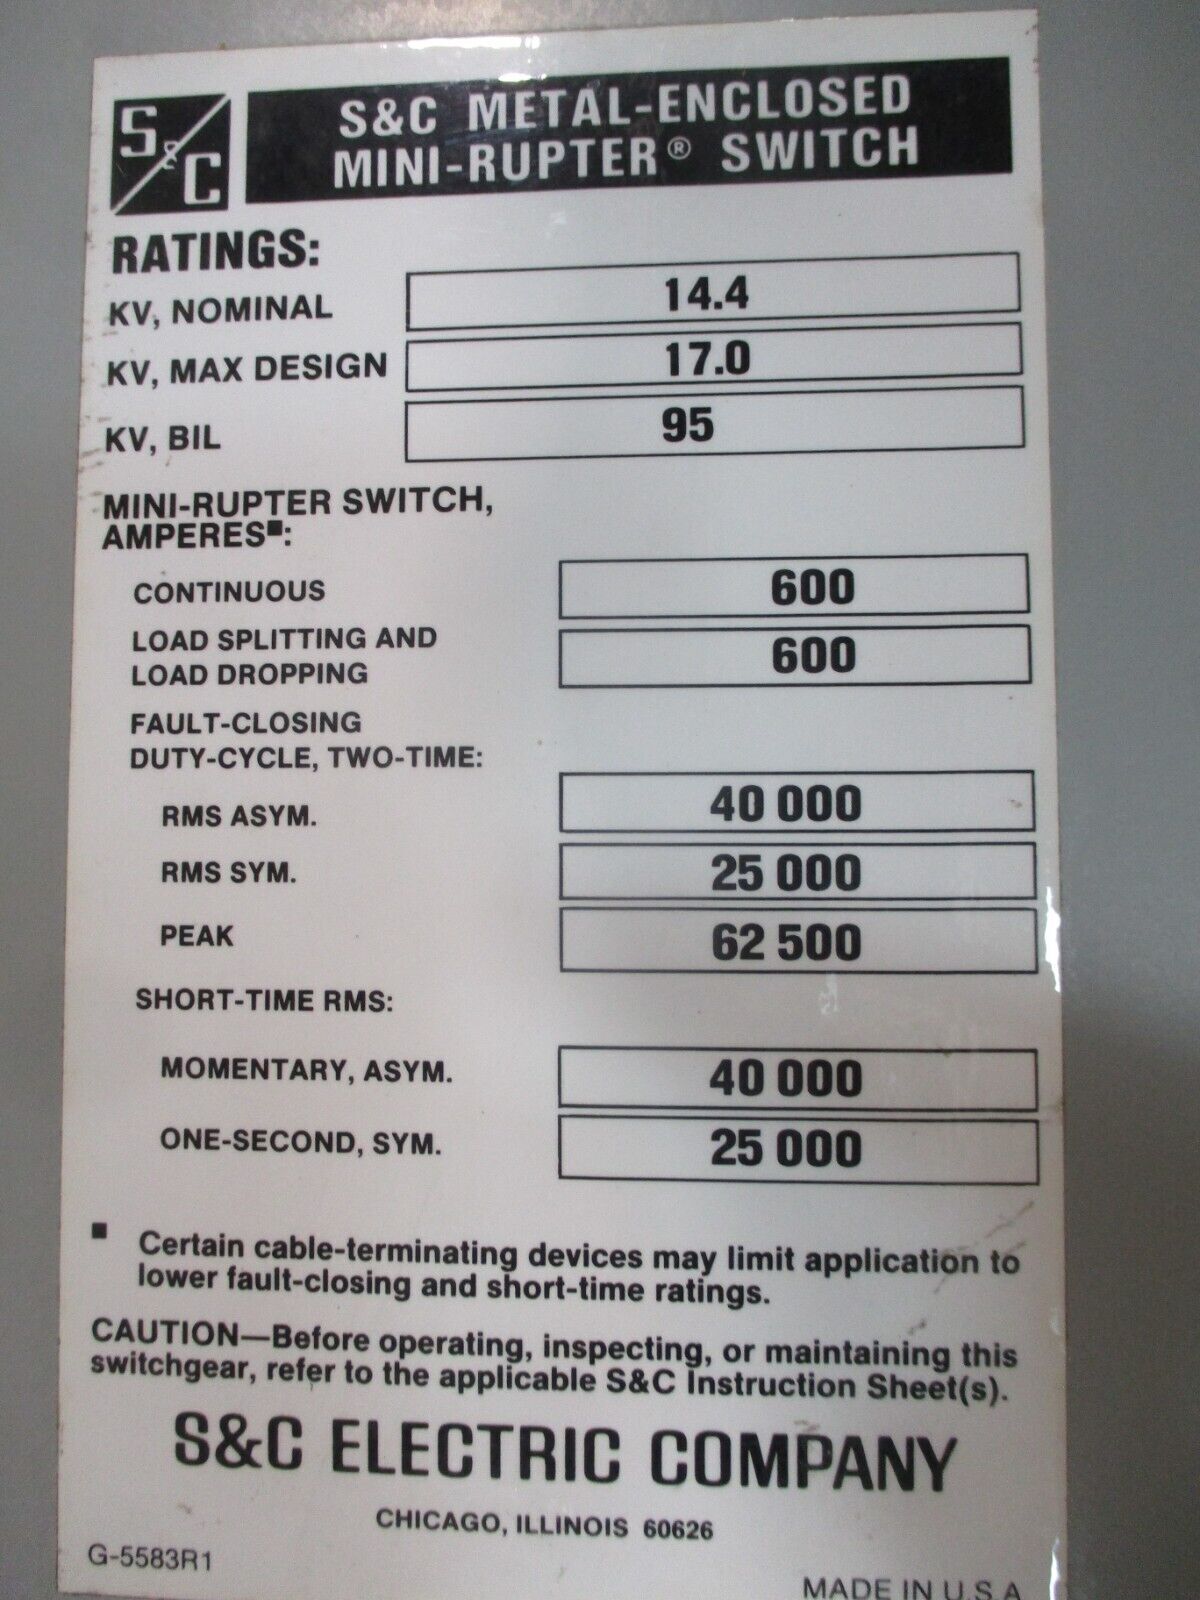 S&C
S&C METAL-ENCLOSED
MINI-RUPTER® SWITCH
RATINGS:
KV, NOMINAL 14.4
KV, MAX DESIGN 17.0
KV, BIL 95
MINI-RUPTER SWITCH,
AMPERES■:
CONTINUOUS 600
LOAD SPLITTING AND
LOAD DROPPING 600
FAULT-CLOSING
DUTY-CYCLE, TWO-TIME:
RMS ASYM. 40 000
RMS SYM. 25 000
PEAK 62 500
SHORT-TIME RMS:
MOMENTARY, ASYM. 40 000
ONE-SECOND, SYM. 25 000
■ Certain cable-terminating devices may limit application to
lower fault-closing and short-time ratings.
CAUTION—Before operating, inspecting, or maintaining this
switchgear, refer to the applicable S&C Instruction Sheet(s).
S&C ELECTRIC COMPANY
CHICAGO, ILLINOIS 60626
G-5583R1
MADE IN U.S.A